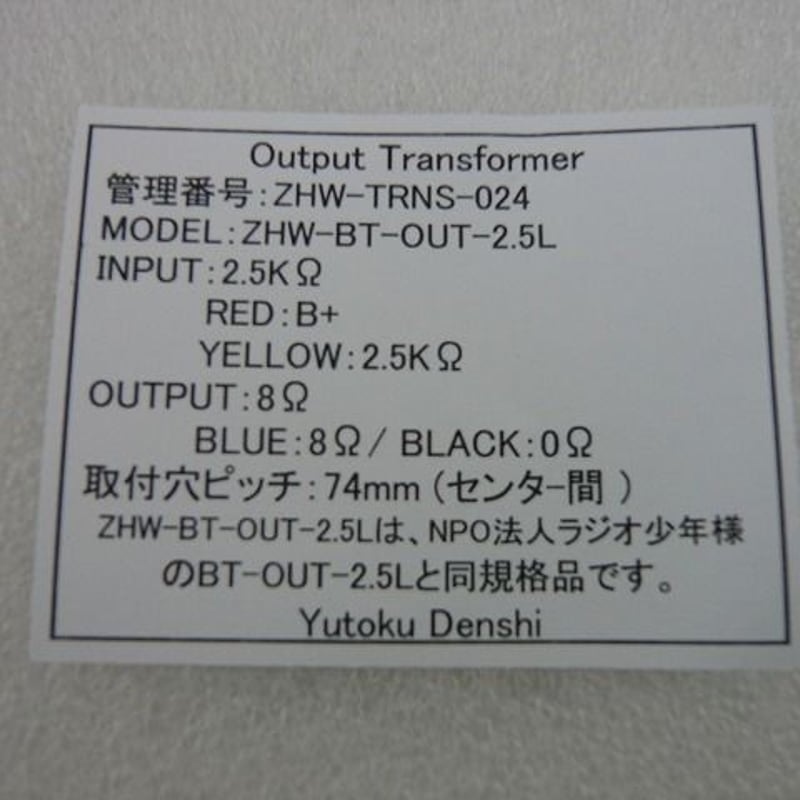 Output Transformer
管理番号:ZHW-TRNS-024
MODEL:ZHW-BT-OUT-2.5L
INPUT:2.5KΩ
RED:B+
YELLOW:2.5KΩ
OUTPUT:8Ω
BLUE:8Ω/ BLACK:0Ω
取付穴ピッチ:74mm (センタ-間 )
ZHW-BT-OUT-2.5Lは、NPO法人ラジオ少年様
のBT-OUT-2.5Lと同規格品です。
Yutoku Denshi